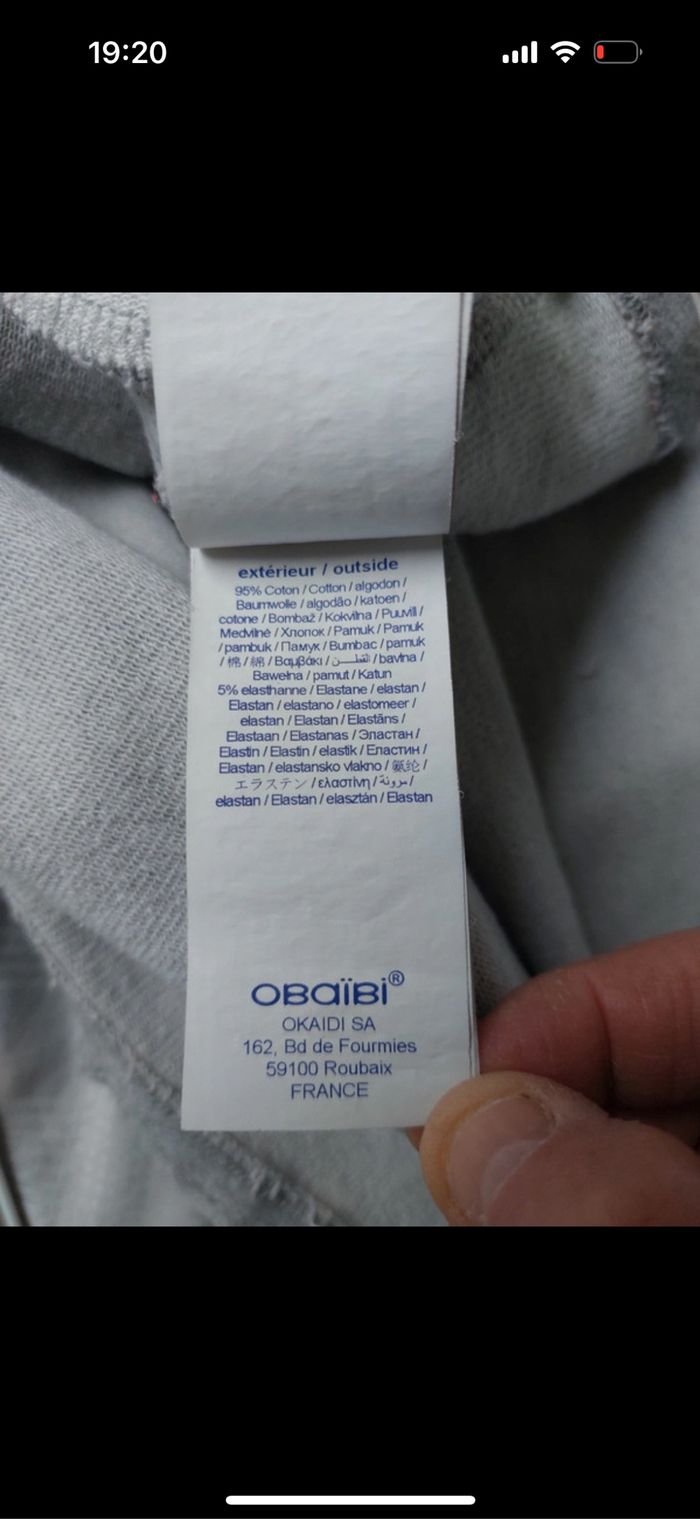 19:20
extérieur / outside
95% Coton / Cotton / algodon /
Baumwolle / algodão / katoen /
cotone / Bombaž / Kokvilna / Puuvill /
Medvilnė / Хлопок / Pamuk / Pamuk
/ pambuk / Памук / Bumbac / pamuk
/ 棉 / 綿 / Βαμβάκι / القطن / bavlna /
Bawełna / pamut / Katun
5% elasthanne / Elastane / elastan /
Elastan / elastano / elastomeer /
elastan / Elastan / Elastāns /
Elastaan / Elastanas / Эластан /
Elastin / Elastin / elastik / Еластин /
Elastan / elastansko vlakno / 氨纶 /
エラステン / ελαστίνη / مرونة /
elastan / Elastan / elasztán / Elastan
OBaïBi®
OKAIDI SA
162, Bd de Fourmies
59100 Roubaix
FRANCE